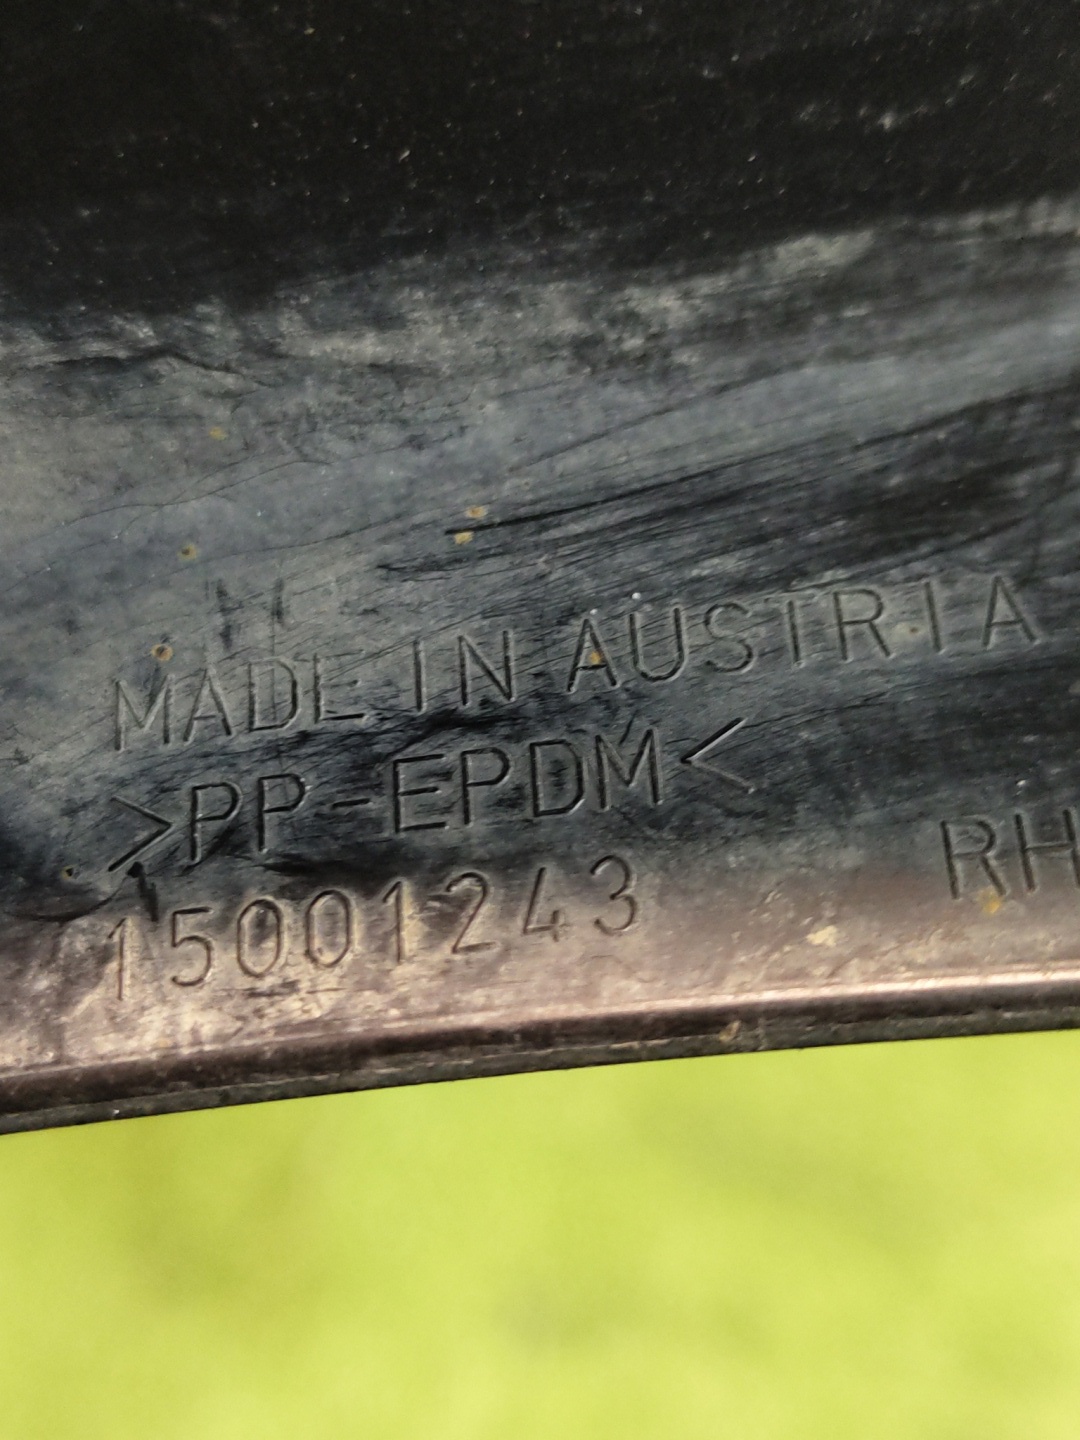 MADE IN AUSTRIA
>PP-EPDM<
15001243
RH